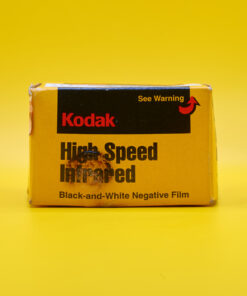 See Warning
Kodak
High Speed
Infrared
Black-and-White Negative Film